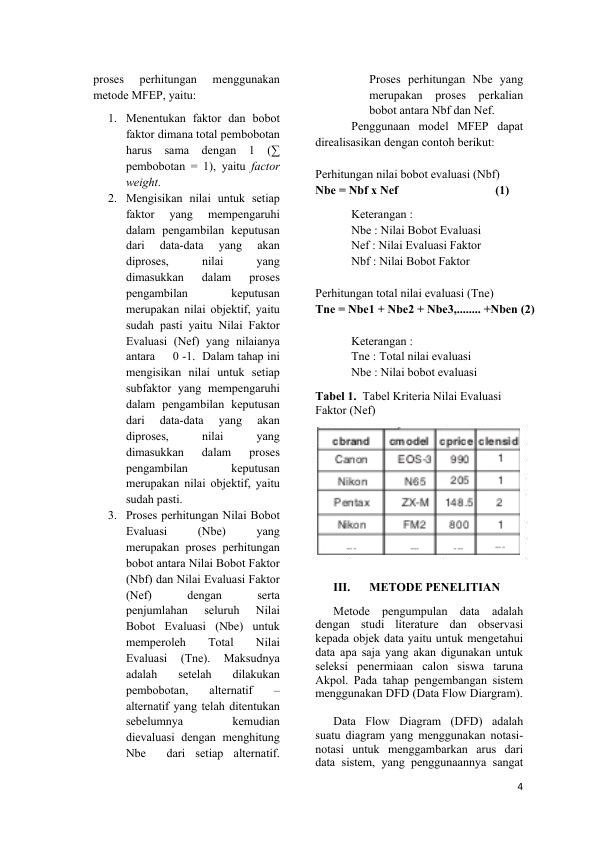 proses perhitungan menggunakan
metode MFEP, yaitu:
1. Menentukan faktor dan bobot
faktor dimana total pembobotan
harus sama dengan 1 (∑
pembobotan = 1), yaitu factor
weight.
2. Mengisikan nilai untuk setiap
faktor yang mempengaruhi
dalam pengambilan keputusan
dari data-data yang akan
diproses, nilai yang
dimasukkan dalam proses
pengambilan keputusan
merupakan nilai objektif, yaitu
sudah pasti yaitu Nilai Faktor
Evaluasi (Nef) yang nilaianya
antara 0 -1. Dalam tahap ini
mengisikan nilai untuk setiap
subfaktor yang mempengaruhi
dalam pengambilan keputusan
dari data-data yang akan
diproses, nilai yang
dimasukkan dalam proses
pengambilan keputusan
merupakan nilai objektif, yaitu
sudah pasti.
3. Proses perhitungan Nilai Bobot
Evaluasi (Nbe) yang
merupakan proses perhitungan
bobot antara Nilai Bobot Faktor
(Nbf) dan Nilai Evaluasi Faktor
(Nef) dengan serta
penjumlahan seluruh Nilai
Bobot Evaluasi (Nbe) untuk
memperoleh Total Nilai
Evaluasi (Tne). Maksudnya
adalah setelah dilakukan
pembobotan, alternatif –
alternatif yang telah ditentukan
sebelumnya kemudian
dievaluasi dengan menghitung
Nbe dari setiap alternatif.
Proses perhitungan Nbe yang
merupakan proses perkalian
bobot antara Nbf dan Nef.
Penggunaan model MFEP dapat
direalisasikan dengan contoh berikut:
Perhitungan nilai bobot evaluasi (Nbf)
Nbe = Nbf x Nef (1)
Keterangan :
Nbe : Nilai Bobot Evaluasi
Nef : Nilai Evaluasi Faktor
Nbf : Nilai Bobot Faktor
Perhitungan total nilai evaluasi (Tne)
Tne = Nbe1 + Nbe2 + Nbe3,........ +Nben (2)
Keterangan :
Tne : Total nilai evaluasi
Nbe : Nilai bobot evaluasi
Tabel 1. Tabel Kriteria Nilai Evaluasi
Faktor (Nef)
cbrand cmodel cprice clensid
Canon EOS-3 990 1
Nikon N65 205 1
Pentax ZX-M 148.5 2
Nikon FM2 800 1
... ... ... ...
III. METODE PENELITIAN
Metode pengumpulan data adalah
dengan studi literature dan observasi
kepada objek data yaitu untuk mengetahui
data apa saja yang akan digunakan untuk
seleksi penermiaan calon siswa taruna
Akpol. Pada tahap pengembangan sistem
menggunakan DFD (Data Flow Diargram).
Data Flow Diagram (DFD) adalah
suatu diagram yang menggunakan notasi-
notasi untuk menggambarkan arus dari
data sistem, yang penggunaannya sangat
4